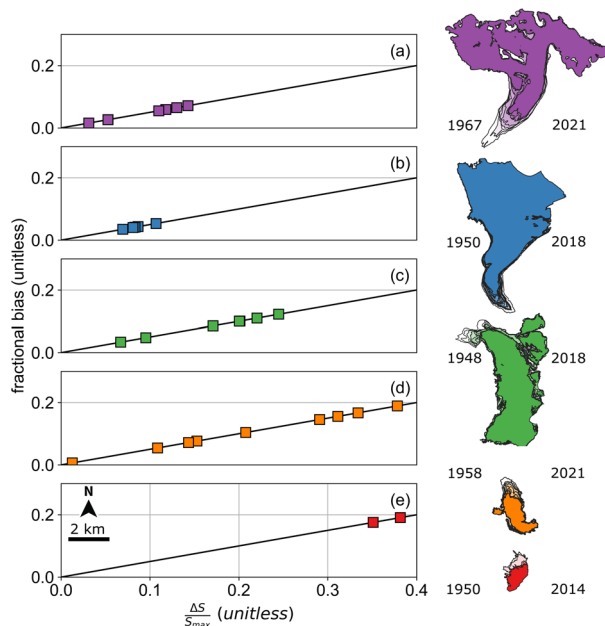 (a)
0.2
0.0
1967 2021
(b)
0.2
0.0
1950 2018
fractional bias (unitless)
(c)
0.2
0.0
1948 2018
(d)
0.2
0.0
1958 2021
(e)
N
2 km
0.2
0.0
1950 2014
0.0 0.1 0.2 0.3 0.4
ΔS/Smax (unitless)